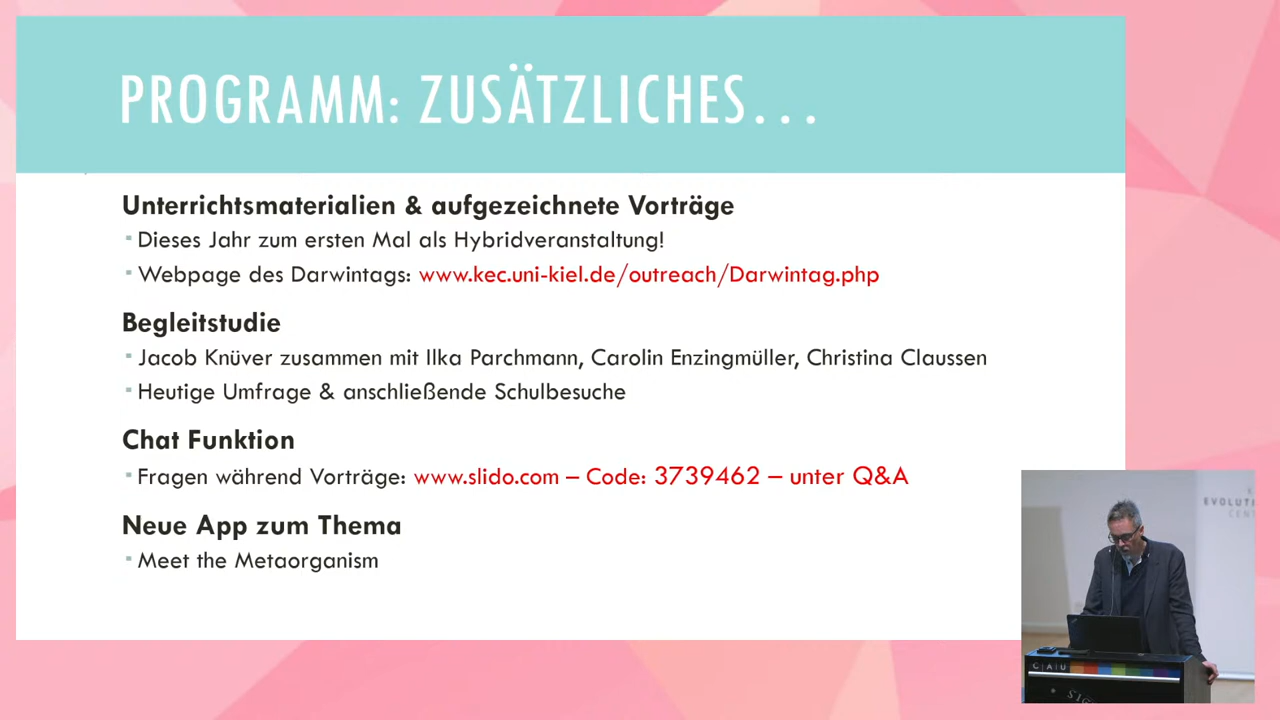 PROGRAMM: ZUSÄTZLICHES...
Unterrichtsmaterialien & aufgezeichnete Vorträge
Dieses Jahr zum ersten Mal als Hybridveranstaltung!
Webpage des Darwintags: www.kec.uni-kiel.de/outreach/Darwintag.php
Begleitstudie
Jacob Knüver zusammen mit Ilka Parchmann, Carolin Enzingmüller, Christina Claussen
Heutige Umfrage & anschließende Schulbesuche
Chat Funktion
Fragen während Vorträge: www.slido.com – Code: 3739462 – unter Q&A
Neue App zum Thema
Meet the Metaorganism
C|A|U